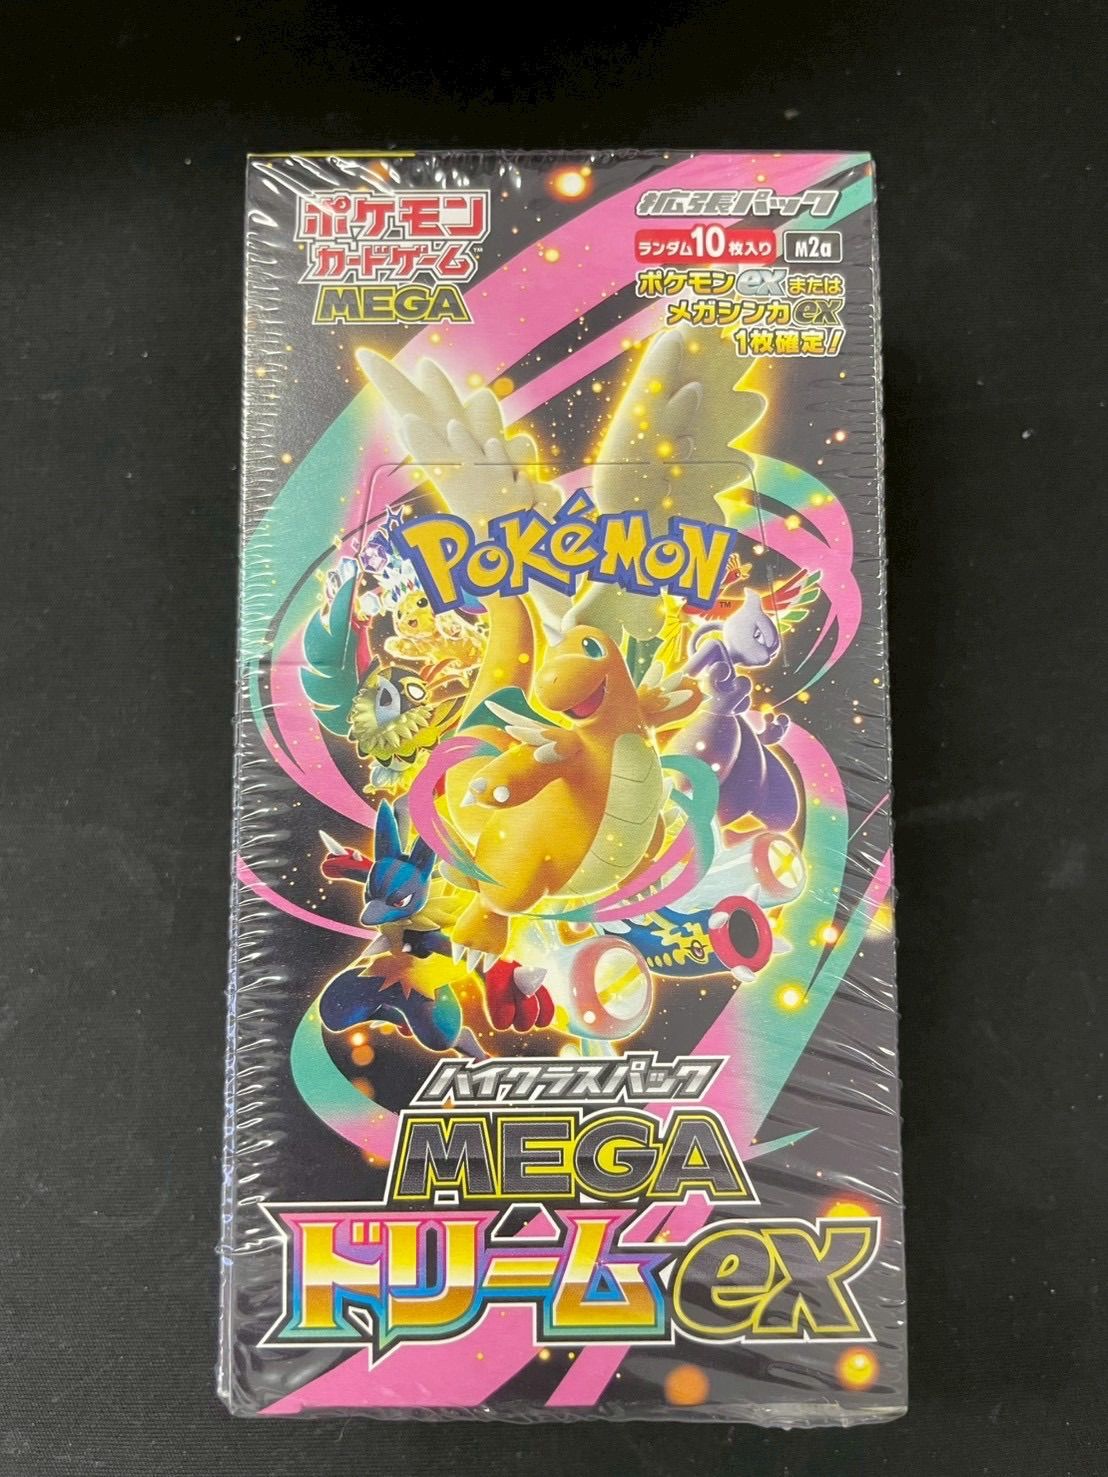 ポケモン
カードゲーム™
MEGA
拡張パック
ランダム10枚入り M2a
ポケモンexまたは
メガシンカex
1枚確定!
POKéMON™
ハイクラスパック
MEGA
ドリームex